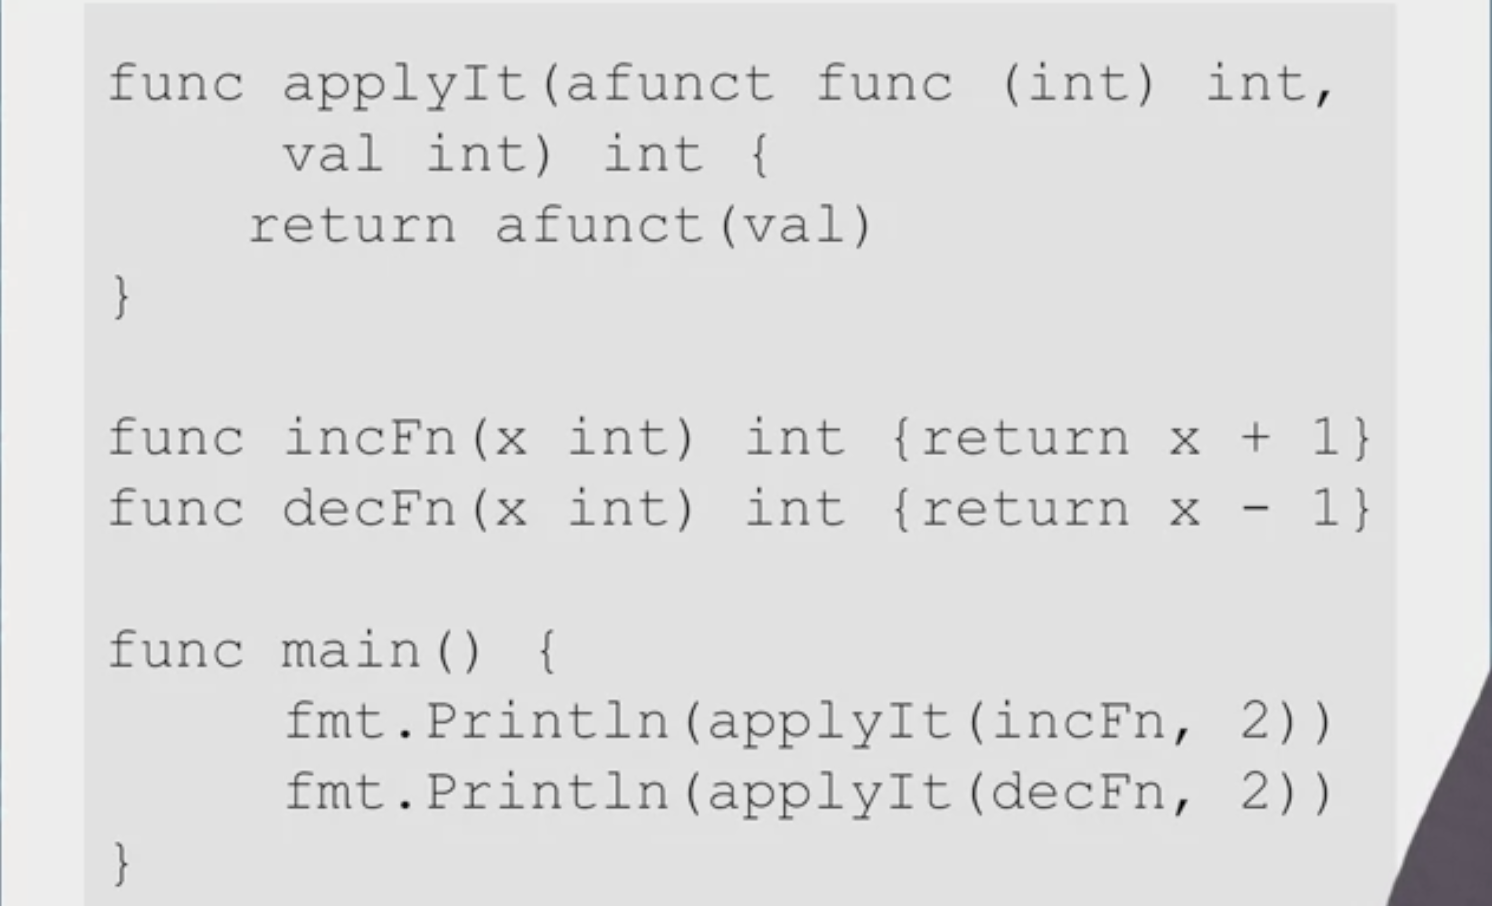 func applyIt(afunct func (int) int,
val int) int {
return afunct(val)
}
func incFn(x int) int {return x + 1}
func decFn(x int) int {return x - 1}
func main() {
fmt.Println(applyIt(incFn, 2))
fmt.Println(applyIt(decFn, 2))
}